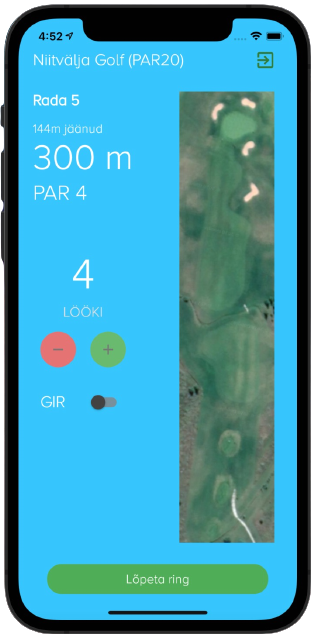 4:52
Niitvälja Golf (PAR20)
Rada 5
144m jäänud
300 m
PAR 4
4
LÖÖKI
−
+
GIR
Lõpeta ring